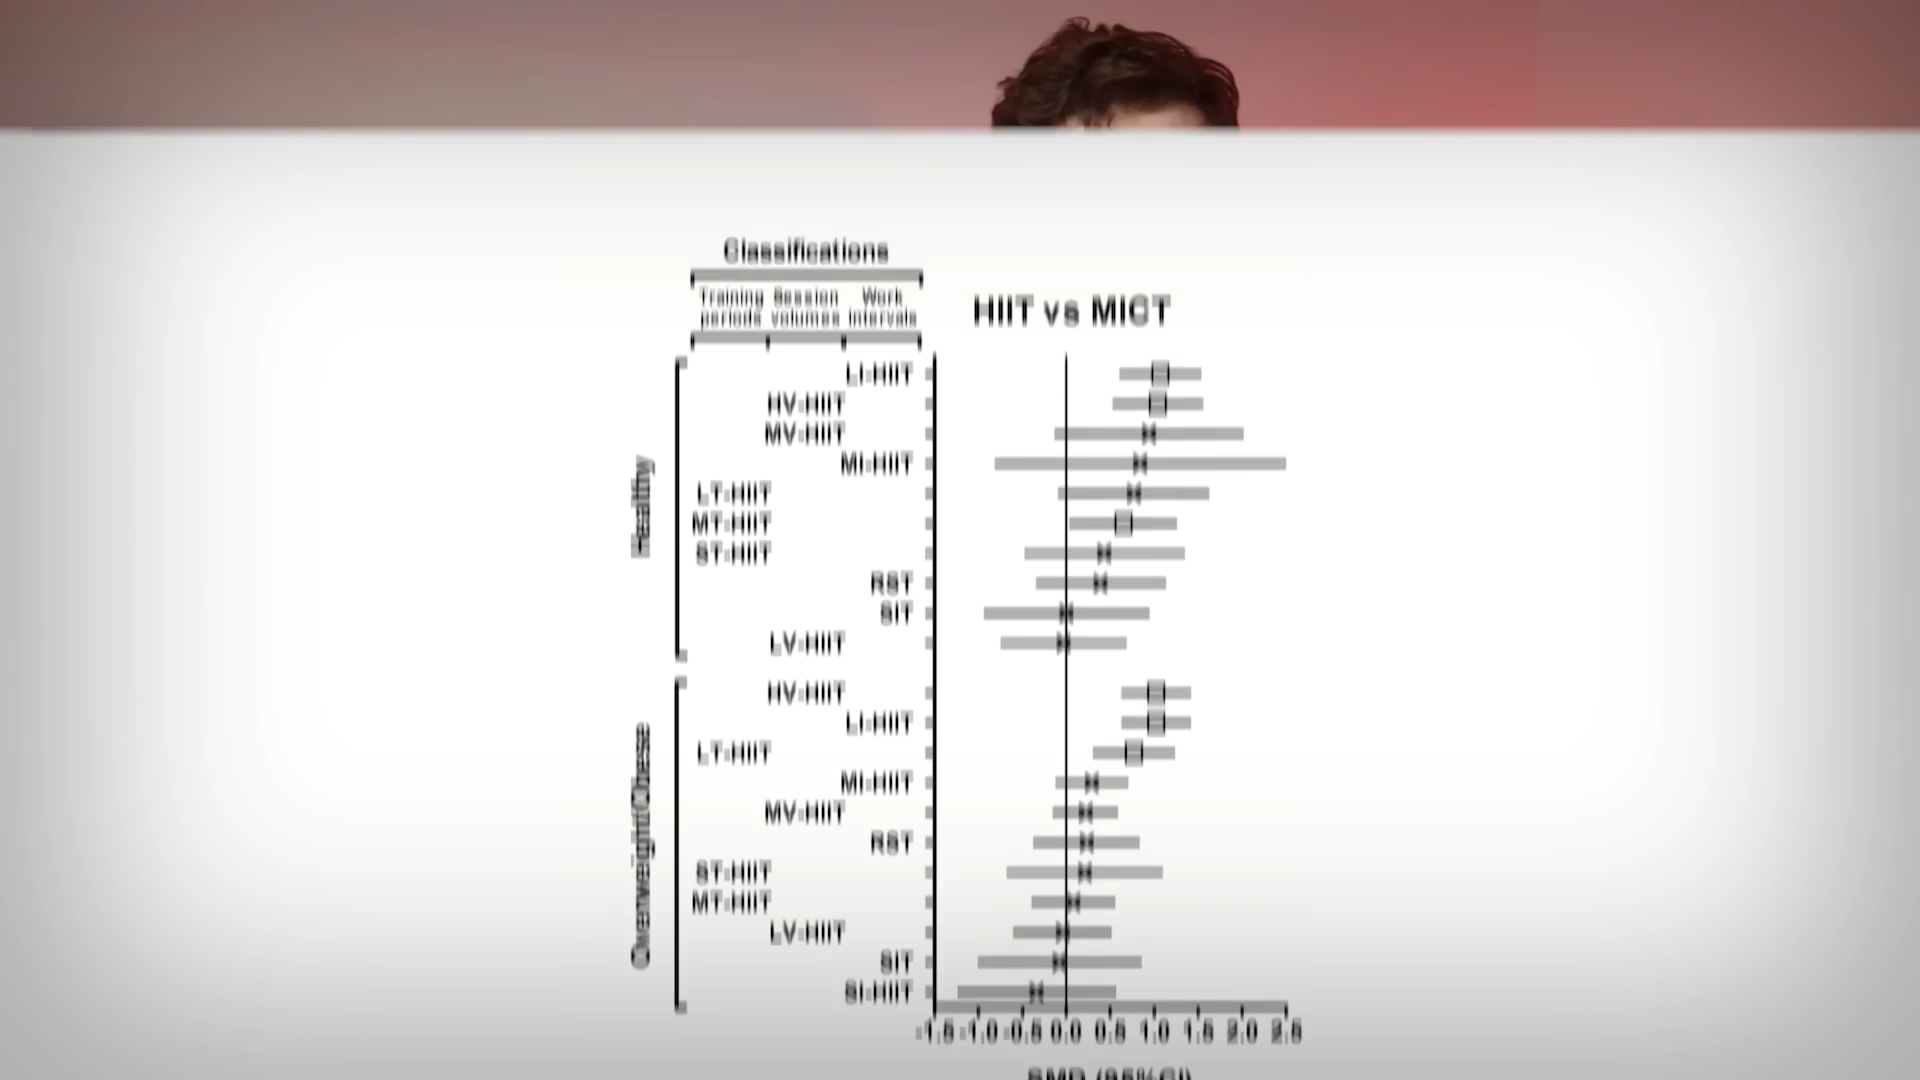 Classifications
Training Session Work
periods volumes intervals
HIIT vs MICT
Healthy
LI-HIIT
HV-HIIT
MV-HIIT
MI-HIIT
LT-HIIT
MT-HIIT
ST-HIIT
RST
SIT
LV-HIIT
Overweight/Obese
HV-HIIT
LI-HIIT
LT-HIIT
MI-HIIT
MV-HIIT
RST
ST-HIIT
MT-HIIT
LV-HIIT
SIT
SI-HIIT
-1.5 -1.0 -0.5 0.0 0.5 1.0 1.5 2.0 2.5
SMD (95%CI)